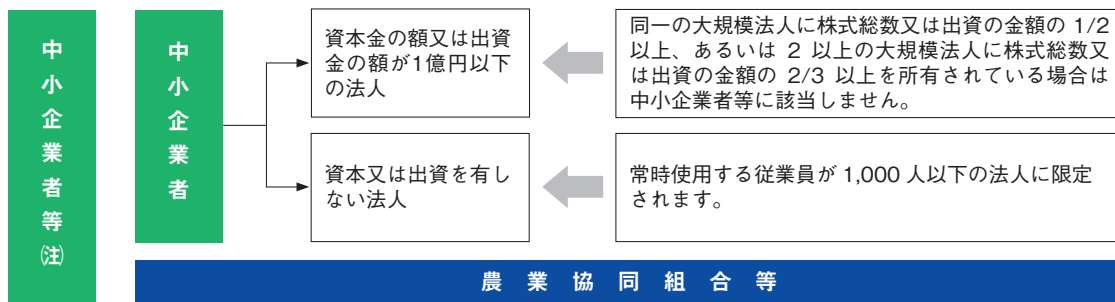 中小企業者等(注)
中小企業者
資本金の額又は出資
金の額が1億円以下
の法人
同一の大規模法人に株式総数又は出資の金額の 1/2
以上、あるいは 2 以上の大規模法人に株式総数又
は出資の金額の 2/3 以上を所有されている場合は
中小企業者等に該当しません。
資本又は出資を有し
ない法人
常時使用する従業員が 1,000 人以下の法人に限定
されます。
農業協同組合等